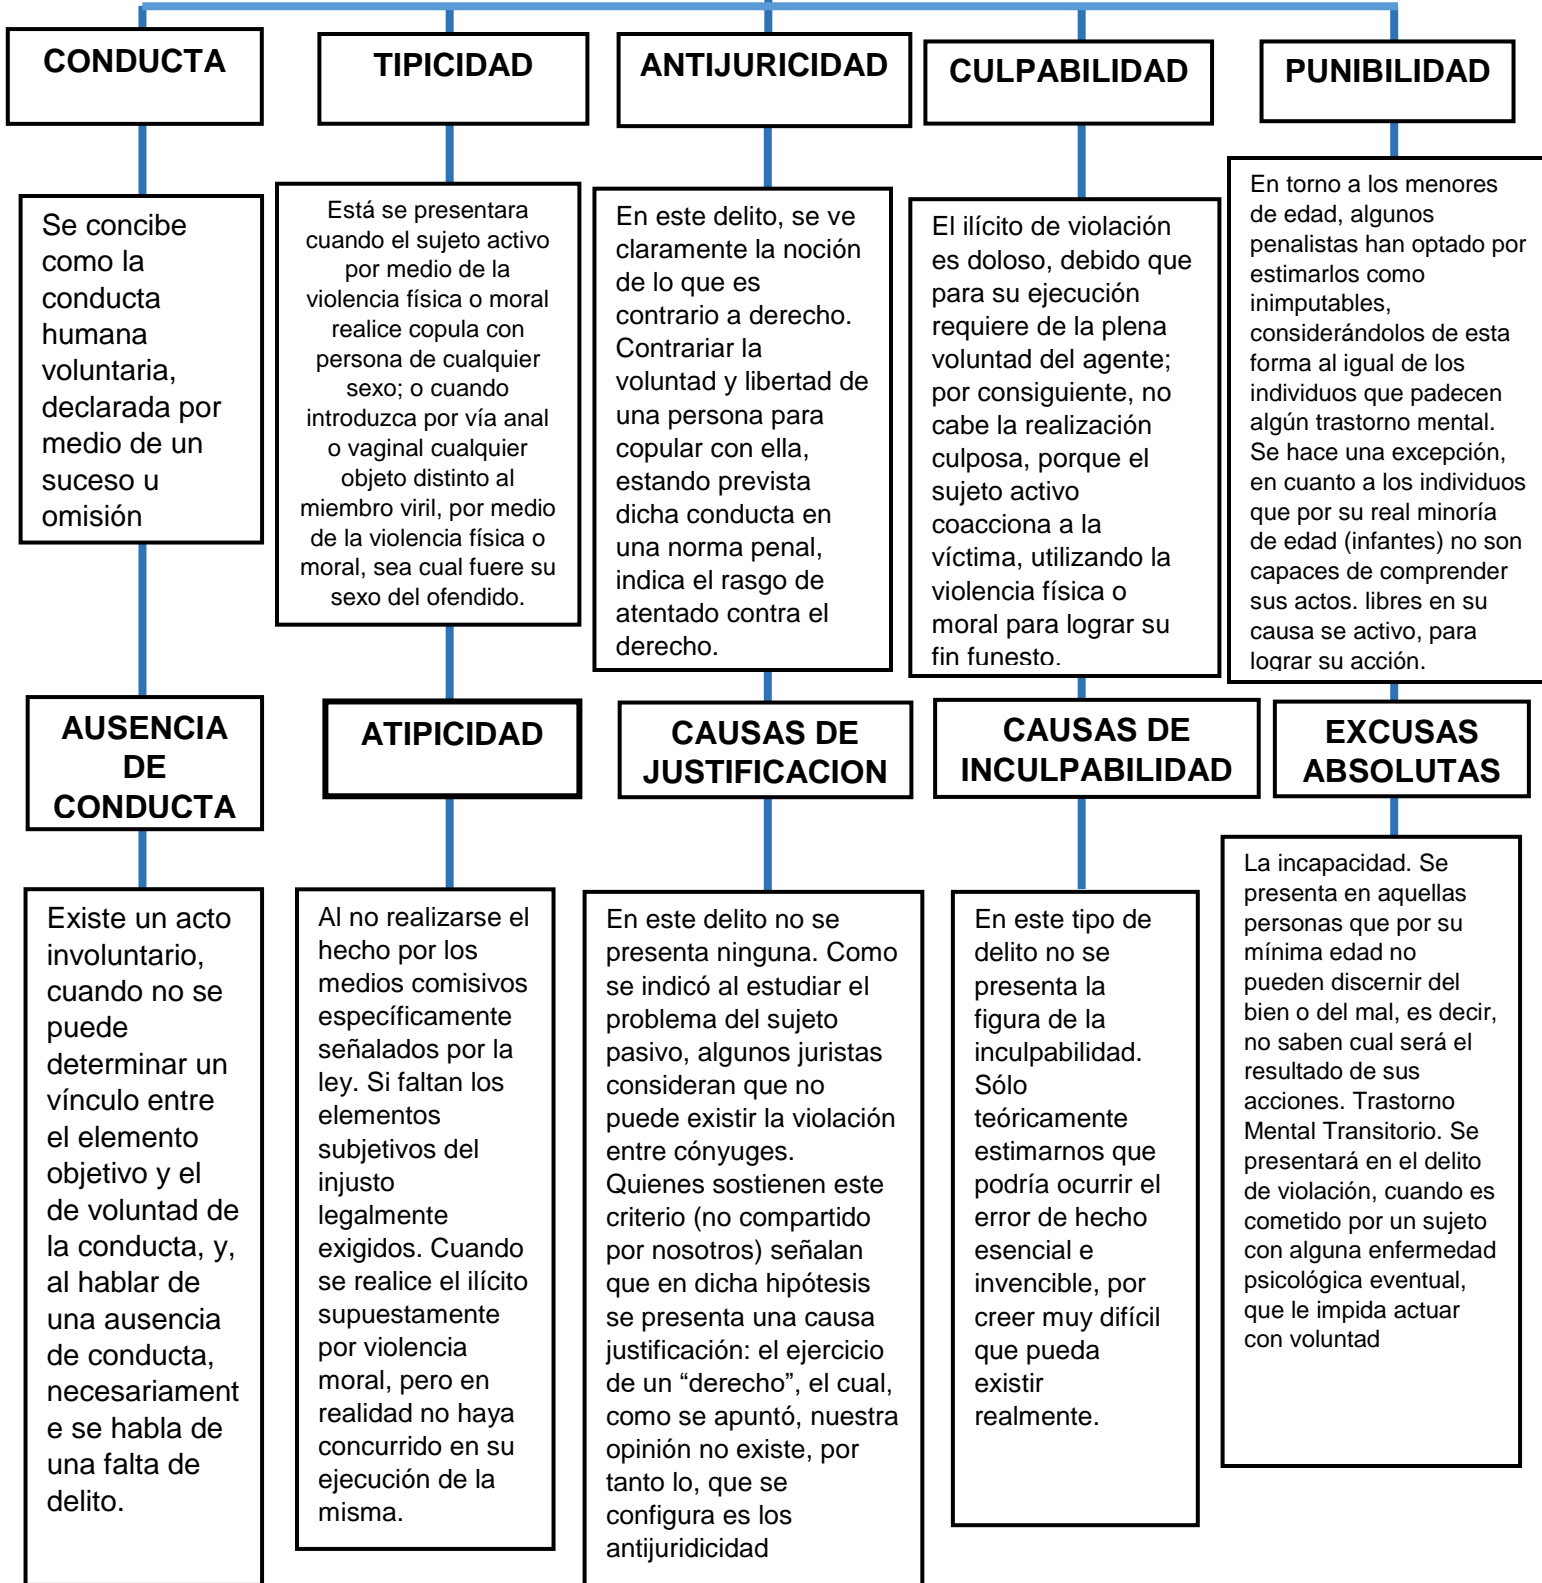 CONDUCTA
TIPICIDAD
ANTIJURICIDAD
CULPABILIDAD
PUNIBILIDAD
Se concibe
como la
conducta
humana
voluntaria,
declarada por
medio de un
suceso u
omisión
Está se presentara
cuando el sujeto activo
por medio de la
violencia física o moral
realice copula con
persona de cualquier
sexo; o cuando
introduzca por vía anal
o vaginal cualquier
objeto distinto al
miembro viril, por medio
de la violencia física o
moral, sea cual fuere su
sexo del ofendido.
En este delito, se ve
claramente la noción
de lo que es
contrario a derecho.
Contrariar la
voluntad y libertad de
una persona para
copular con ella,
estando prevista
dicha conducta en
una norma penal,
indica el rasgo de
atentado contra el
derecho.
El ilícito de violación
es doloso, debido que
para su ejecución
requiere de la plena
voluntad del agente;
por consiguiente, no
cabe la realización
culposa, porque el
sujeto activo
coacciona a la
víctima, utilizando la
violencia física o
moral para lograr su
fin funesto.
En torno a los menores
de edad, algunos
penalistas han optado por
estimarlos como
inimputables,
considerándolos de esta
forma al igual de los
individuos que padecen
algún trastorno mental.
Se hace una excepción,
en cuanto a los individuos
que por su real minoría
de edad (infantes) no son
capaces de comprender
sus actos. libres en su
causa se activo, para
lograr su acción.
AUSENCIA
DE
CONDUCTA
ATIPICIDAD
CAUSAS DE
JUSTIFICACION
CAUSAS DE
INCULPABILIDAD
EXCUSAS
ABSOLUTAS
Existe un acto
involuntario,
cuando no se
puede
determinar un
vínculo entre
el elemento
objetivo y el
de voluntad de
la conducta, y,
al hablar de
una ausencia
de conducta,
necesariament
e se habla de
una falta de
delito.
Al no realizarse el
hecho por los
medios comisivos
específicamente
señalados por la
ley. Si faltan los
elementos
subjetivos del
injusto
legalmente
exigidos. Cuando
se realice el ilícito
supuestamente
por violencia
moral, pero en
realidad no haya
concurrido en su
ejecución de la
misma.
En este delito no se
presenta ninguna. Como
se indicó al estudiar el
problema del sujeto
pasivo, algunos juristas
consideran que no
puede existir la violación
entre cónyuges.
Quienes sostienen este
criterio (no compartido
por nosotros) señalan
que en dicha hipótesis
se presenta una causa
justificación: el ejercicio
de un “derecho”, el cual,
como se apuntó, nuestra
opinión no existe, por
tanto lo, que se
configura es los
antijuridicidad
En este tipo de
delito no se
presenta la
figura de la
inculpabilidad.
Sólo
teóricamente
estimarnos que
podría ocurrir el
error de hecho
esencial e
invencible, por
creer muy difícil
que pueda
existir
realmente.
La incapacidad. Se
presenta en aquellas
personas que por su
mínima edad no
pueden discernir del
bien o del mal, es decir,
no saben cual será el
resultado de sus
acciones. Trastorno
Mental Transitorio. Se
presentará en el delito
de violación, cuando es
cometido por un sujeto
con alguna enfermedad
psicológica eventual,
que le impida actuar
con voluntad